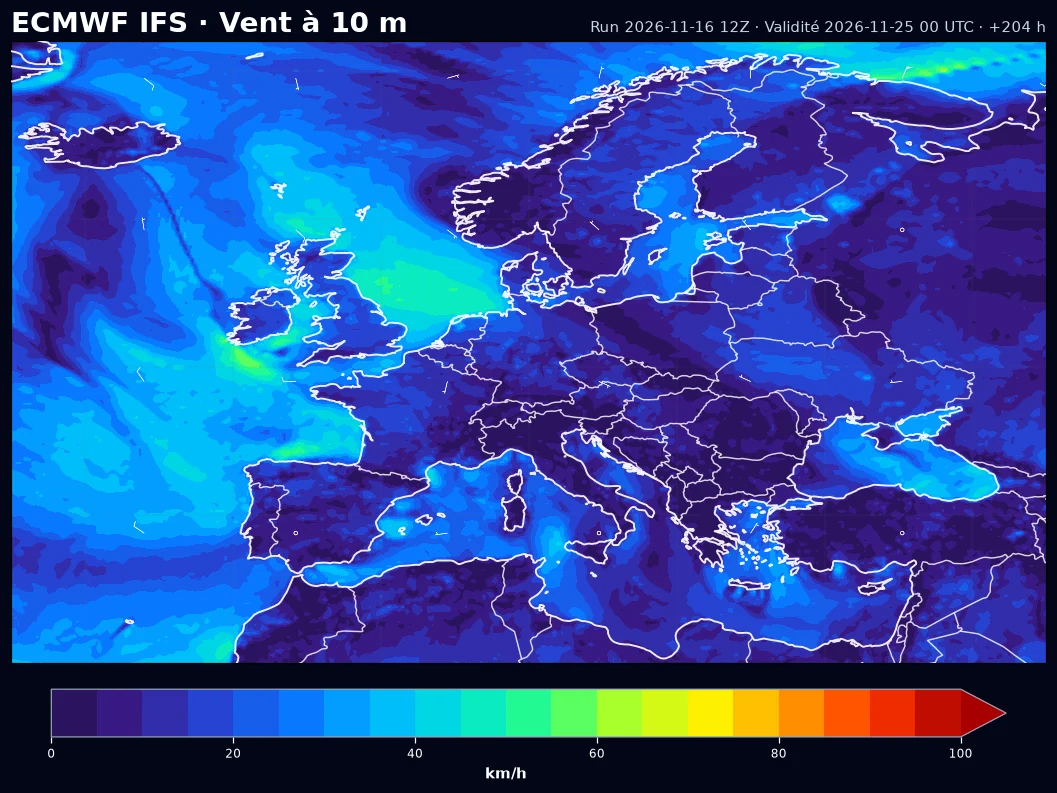 ECMWF IFS · Vent à 10 m
Run 2026-11-16 12Z · Validité 2026-11-25 00 UTC · +204 h
0 20 40 60 80 100
km/h